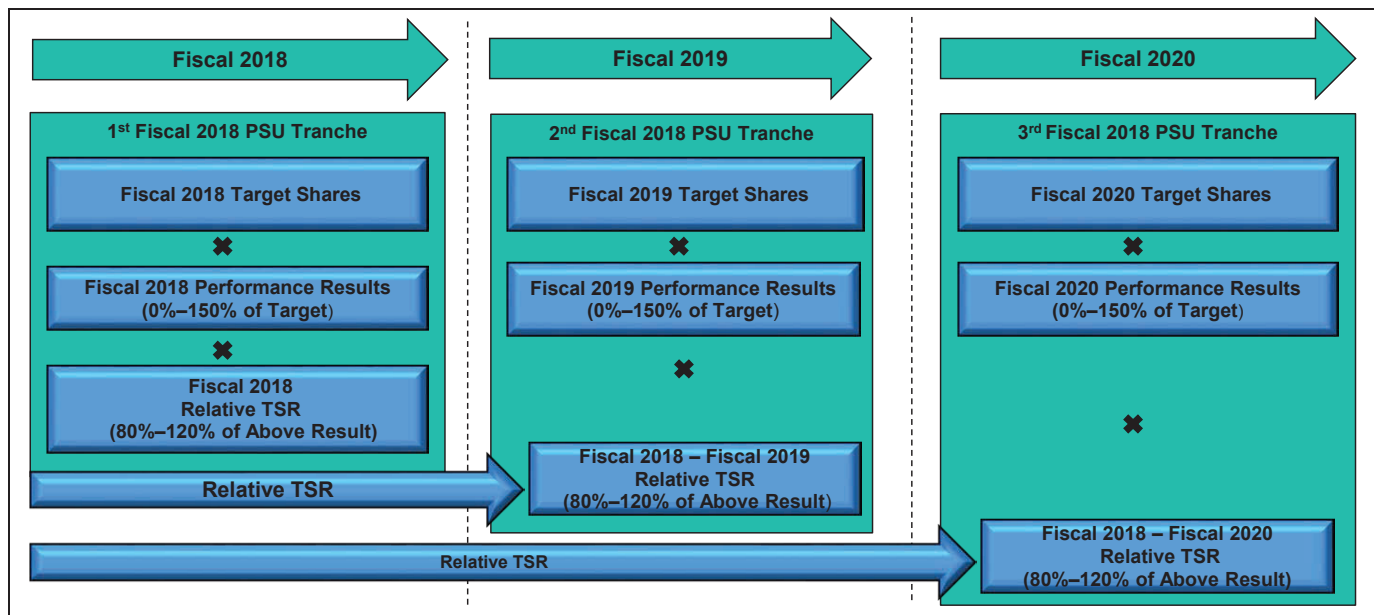 Fiscal 2018
Fiscal 2019
Fiscal 2020
1st Fiscal 2018 PSU Tranche
Fiscal 2018 Target Shares
✖
Fiscal 2018 Performance Results
(0%–150% of Target)
✖
Fiscal 2018
Relative TSR
(80%–120% of Above Result)
2nd Fiscal 2018 PSU Tranche
Fiscal 2019 Target Shares
✖
Fiscal 2019 Performance Results
(0%–150% of Target)
✖
Fiscal 2018 – Fiscal 2019
Relative TSR
(80%–120% of Above Result)
3rd Fiscal 2018 PSU Tranche
Fiscal 2020 Target Shares
✖
Fiscal 2020 Performance Results
(0%–150% of Target)
✖
Fiscal 2018 – Fiscal 2020
Relative TSR
(80%–120% of Above Result)
Relative TSR
Relative TSR